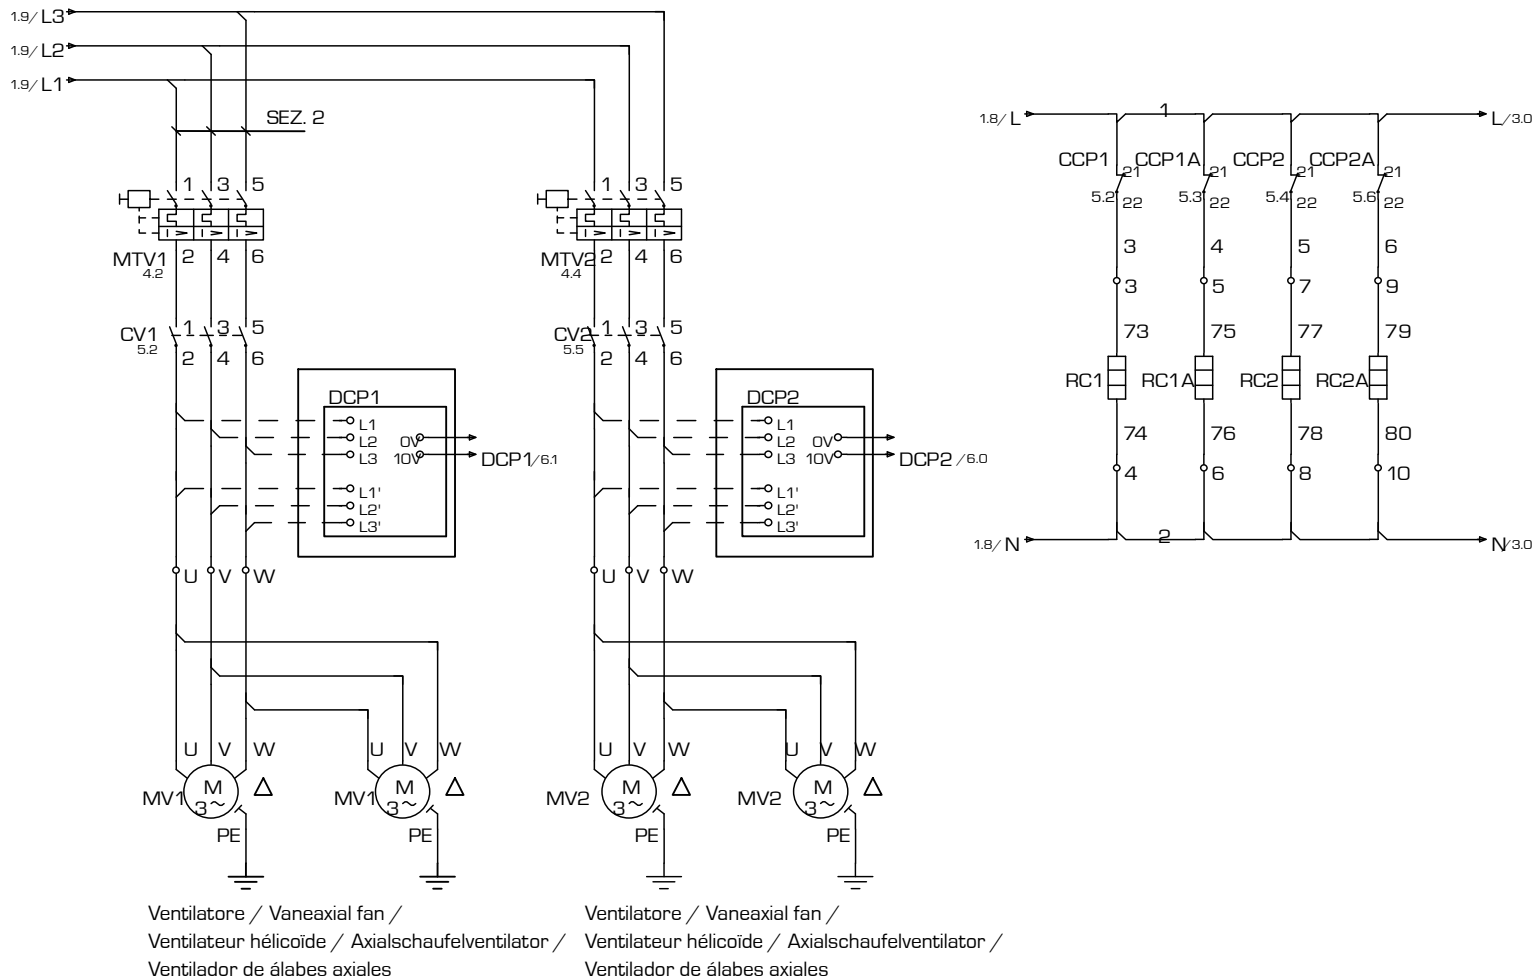 1.9/ L3
1.9/ L2
1.9/ L1
SEZ. 2
1 3 5
1 3 5
MTV1 2 4 6
4.2
MTV2 2 4 6
4.4
1 3 5
CV1
5.2
2 4 6
1 3 5
CV2
5.5
2 4 6
DCP1
L1
L2 0V
L3 10V
DCP1/6.1
L1'
L2'
L3'
DCP2
L1
L2 0V
L3 10V
DCP2 /6.0
L1'
L2'
L3'
U V W
U V W
U V W
U V W
U V W
U V W
MV1 M 3~
MV1 M 3~
MV2 M 3~
MV2 M 3~
PE
PE
PE
PE
Ventilatore / Vaneaxial fan /
Ventilateur hélicoïde / Axialschaufelventilator /
Ventilador de álabes axiales
Ventilatore / Vaneaxial fan /
Ventilateur hélicoïde / Axialschaufelventilator /
Ventilador de álabes axiales
1.8/ L
1
L/3.0
CCP1 CCP1A CCP2 CCP2A
21 21 21 21
5.2 22 5.3 22 5.4 22 5.6 22
3 4 5 6
3 5 7 9
73 75 77 79
RC1 RC1A RC2 RC2A
74 76 78 80
4 6 8 10
1.8/ N
2
N/3.0